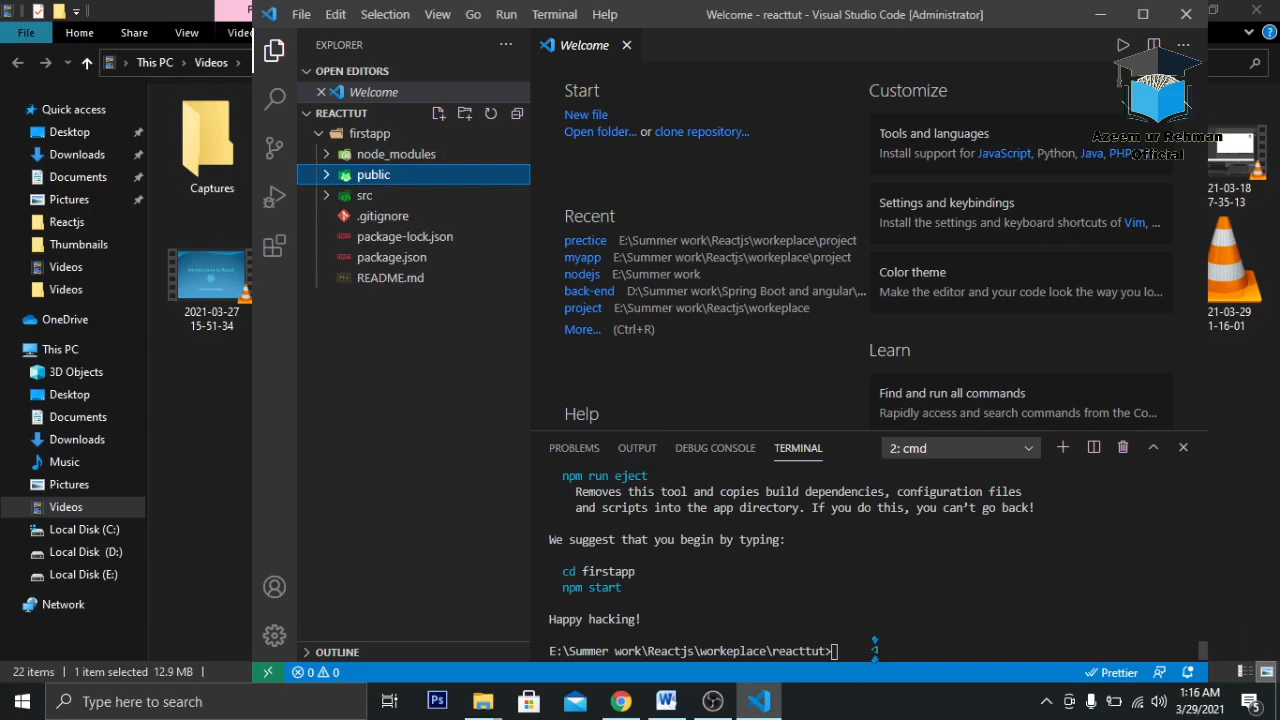 File Edit Selection View Go Run Terminal Help
Welcome - reacttut - Visual Studio Code [Administrator]
File Home Share View
This PC > Videos >
Quick access
Desktop
Downloads
Documents
Pictures
Reactjs
Thumbnails
Videos
Videos
OneDrive
This PC
3D Objects
Desktop
Documents
Downloads
Music
Pictures
Videos
Local Disk (C:)
Local Disk (D:)
Local Disk (E:)
Network
Captures
2021-03-27
15-51-34
22 items
1 item selected 12.9 MB
EXPLORER
OPEN EDITORS
Welcome
REACTTUT
firstapp
node_modules
public
src
.gitignore
package-lock.json
package.json
README.md
OUTLINE
Welcome
Start
New file
Open folder... or clone repository...
Recent
prectice E:\Summer work\Reactjs\workeplace\project
myapp E:\Summer work\Reactjs\workeplace\project
nodejs E:\Summer work
back-end D:\Summer work\Spring Boot and angular\...
project E:\Summer work\Reactjs\workeplace
More... (Ctrl+R)
Help
Customize
Tools and languages
Install support for JavaScript, Python, Java, PHP
Settings and keybindings
Install the settings and keyboard shortcuts of Vim, ...
Color theme
Make the editor and your code look the way you lo...
Learn
Find and run all commands
Rapidly access and search commands from the Co...
Azeem ur Rehman
Official
21-03-18
7-35-13
21-03-29
1-16-01
PROBLEMS OUTPUT DEBUG CONSOLE TERMINAL
2: cmd
npm run eject
Removes this tool and copies build dependencies, configuration files
and scripts into the app directory. If you do this, you can't go back!
We suggest that you begin by typing:
cd firstapp
npm start
Happy hacking!
E:\Summer work\Reactjs\workeplace\reacttut>
0 0
Prettier
Type here to search
1:16 AM
3/29/2021
5